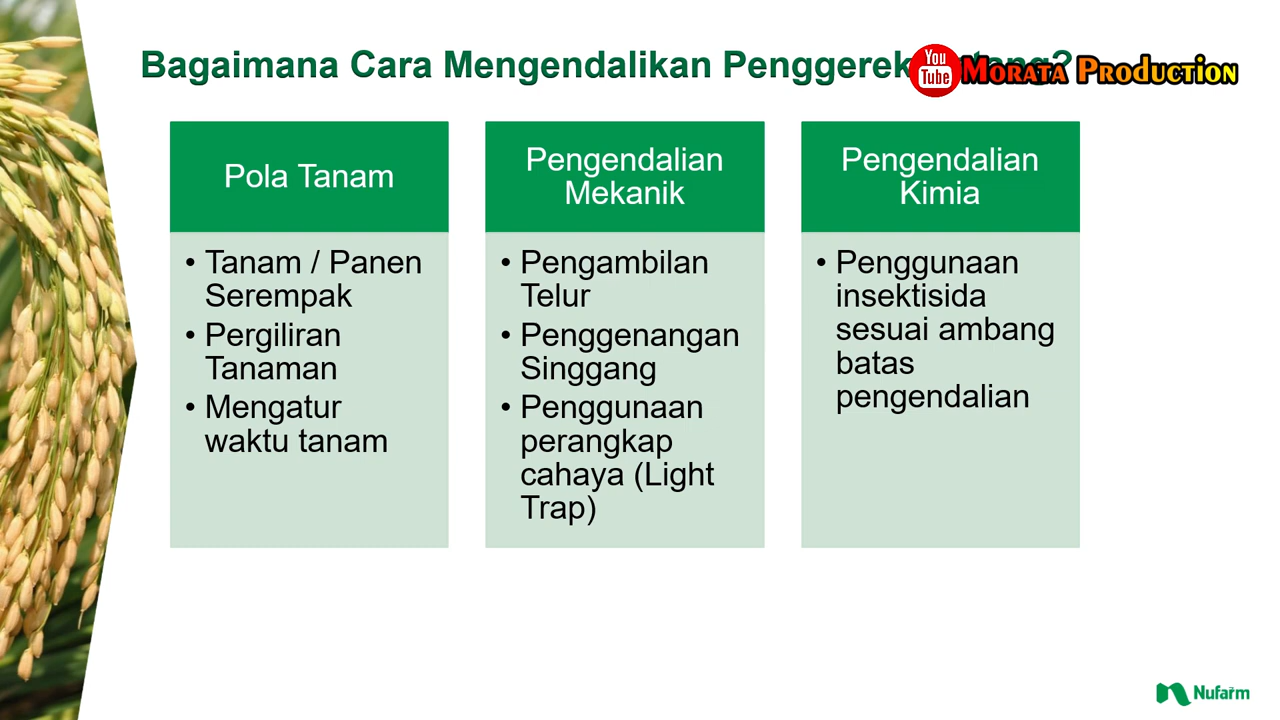 Bagaimana Cara Mengendalikan Penggerek
You
Tube
Morata Production
Pola Tanam
• Tanam / Panen
Serempak
• Pergiliran
Tanaman
• Mengatur
waktu tanam
Pengendalian
Mekanik
• Pengambilan
Telur
• Penggenangan
Singgang
• Penggunaan
perangkap
cahaya (Light
Trap)
Pengendalian
Kimia
• Penggunaan
insektisida
sesuai ambang
batas
pengendalian
Nufarm